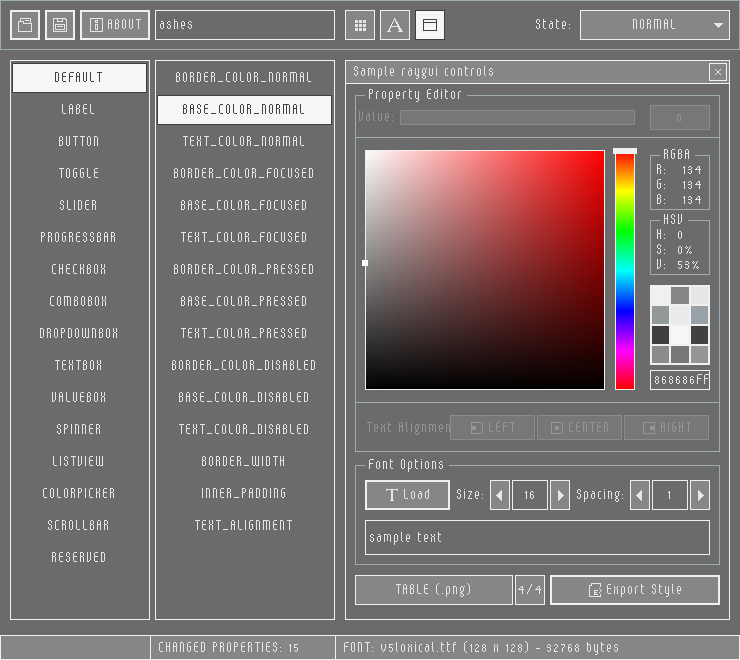 ABOUT ashes A State: NORMAL
DEFAULT
LABEL
BUTTON
TOGGLE
SLIDER
PROGRESSBAR
CHECKBOX
COMBOBOX
DROPDOWNBOX
TEXTBOX
VALUEBOX
SPINNER
LISTVIEW
COLORPICKER
SCROLLBAR
RESERVED
BORDER_COLOR_NORMAL
BASE_COLOR_NORMAL
TEXT_COLOR_NORMAL
BORDER_COLOR_FOCUSED
BASE_COLOR_FOCUSED
TEXT_COLOR_FOCUSED
BORDER_COLOR_PRESSED
BASE_COLOR_PRESSED
TEXT_COLOR_PRESSED
BORDER_COLOR_DISABLED
BASE_COLOR_DISABLED
TEXT_COLOR_DISABLED
BORDER_WIDTH
INNER_PADDING
TEXT_ALIGNMENT
Sample raygui controls
Property Editor
Value: 0
RGBA
R: 134
G: 134
B: 134
HSV
H: 0
S: 0%
V: 53%
868686FF
Text Alignmen LEFT CENTER RIGHT
Font Options
T Load Size: 16 Spacing: 1
sample text
TABLE (.png) 4/4 Export Style
CHANGED PROPERTIES: 15 FONT: v5loxical.ttf (128 x 128) - 32768 bytes